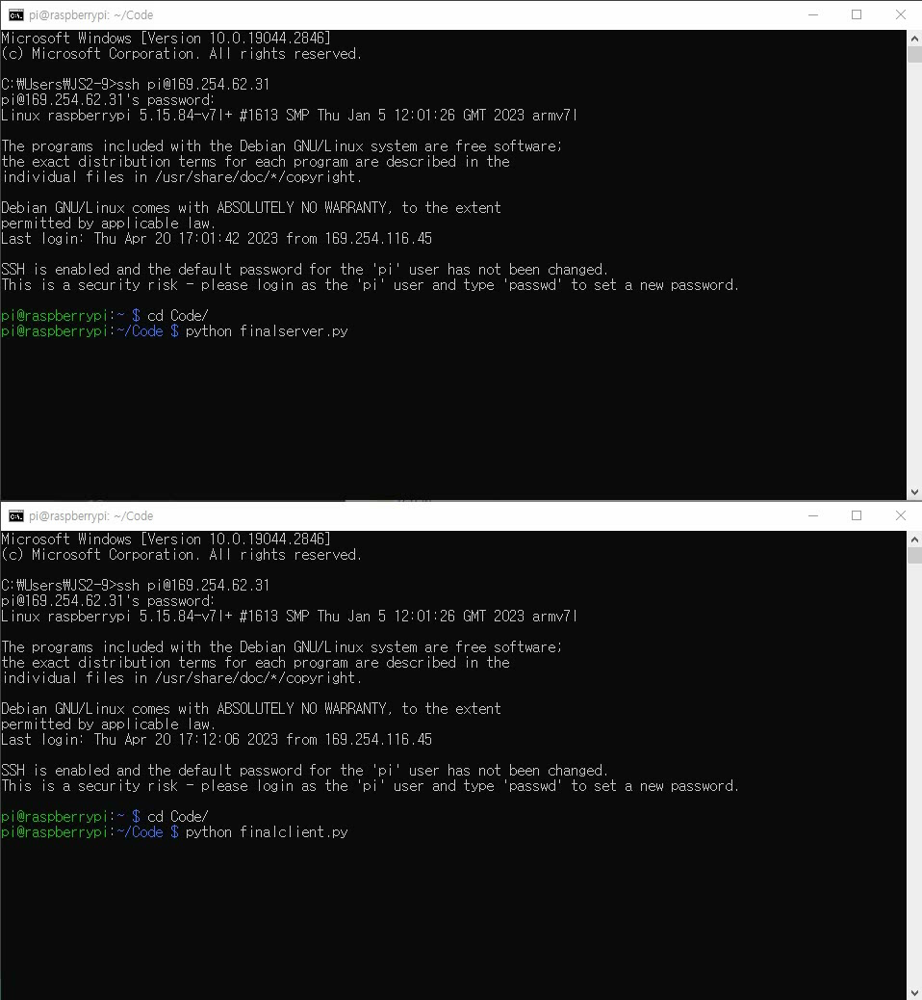 pi@raspberrypi: ~/Code
Microsoft Windows [Version 10.0.19044.2846]
(c) Microsoft Corporation. All rights reserved.
C:₩Users₩JS2-9>ssh pi@169.254.62.31
pi@169.254.62.31's password:
Linux raspberrypi 5.15.84-v7l+ #1613 SMP Thu Jan 5 12:01:26 GMT 2023 armv7l
The programs included with the Debian GNU/Linux system are free software;
the exact distribution terms for each program are described in the
individual files in /usr/share/doc/*/copyright.
Debian GNU/Linux comes with ABSOLUTELY NO WARRANTY, to the extent
permitted by applicable law.
Last login: Thu Apr 20 17:01:42 2023 from 169.254.116.45
SSH is enabled and the default password for the 'pi' user has not been changed.
This is a security risk - please login as the 'pi' user and type 'passwd' to set a new password.
pi@raspberrypi:~ $ cd Code/
pi@raspberrypi:~/Code $ python finalserver.py
pi@raspberrypi: ~/Code
Microsoft Windows [Version 10.0.19044.2846]
(c) Microsoft Corporation. All rights reserved.
C:₩Users₩JS2-9>ssh pi@169.254.62.31
pi@169.254.62.31's password:
Linux raspberrypi 5.15.84-v7l+ #1613 SMP Thu Jan 5 12:01:26 GMT 2023 armv7l
The programs included with the Debian GNU/Linux system are free software;
the exact distribution terms for each program are described in the
individual files in /usr/share/doc/*/copyright.
Debian GNU/Linux comes with ABSOLUTELY NO WARRANTY, to the extent
permitted by applicable law.
Last login: Thu Apr 20 17:12:06 2023 from 169.254.116.45
SSH is enabled and the default password for the 'pi' user has not been changed.
This is a security risk - please login as the 'pi' user and type 'passwd' to set a new password.
pi@raspberrypi:~ $ cd Code/
pi@raspberrypi:~/Code $ python finalclient.py